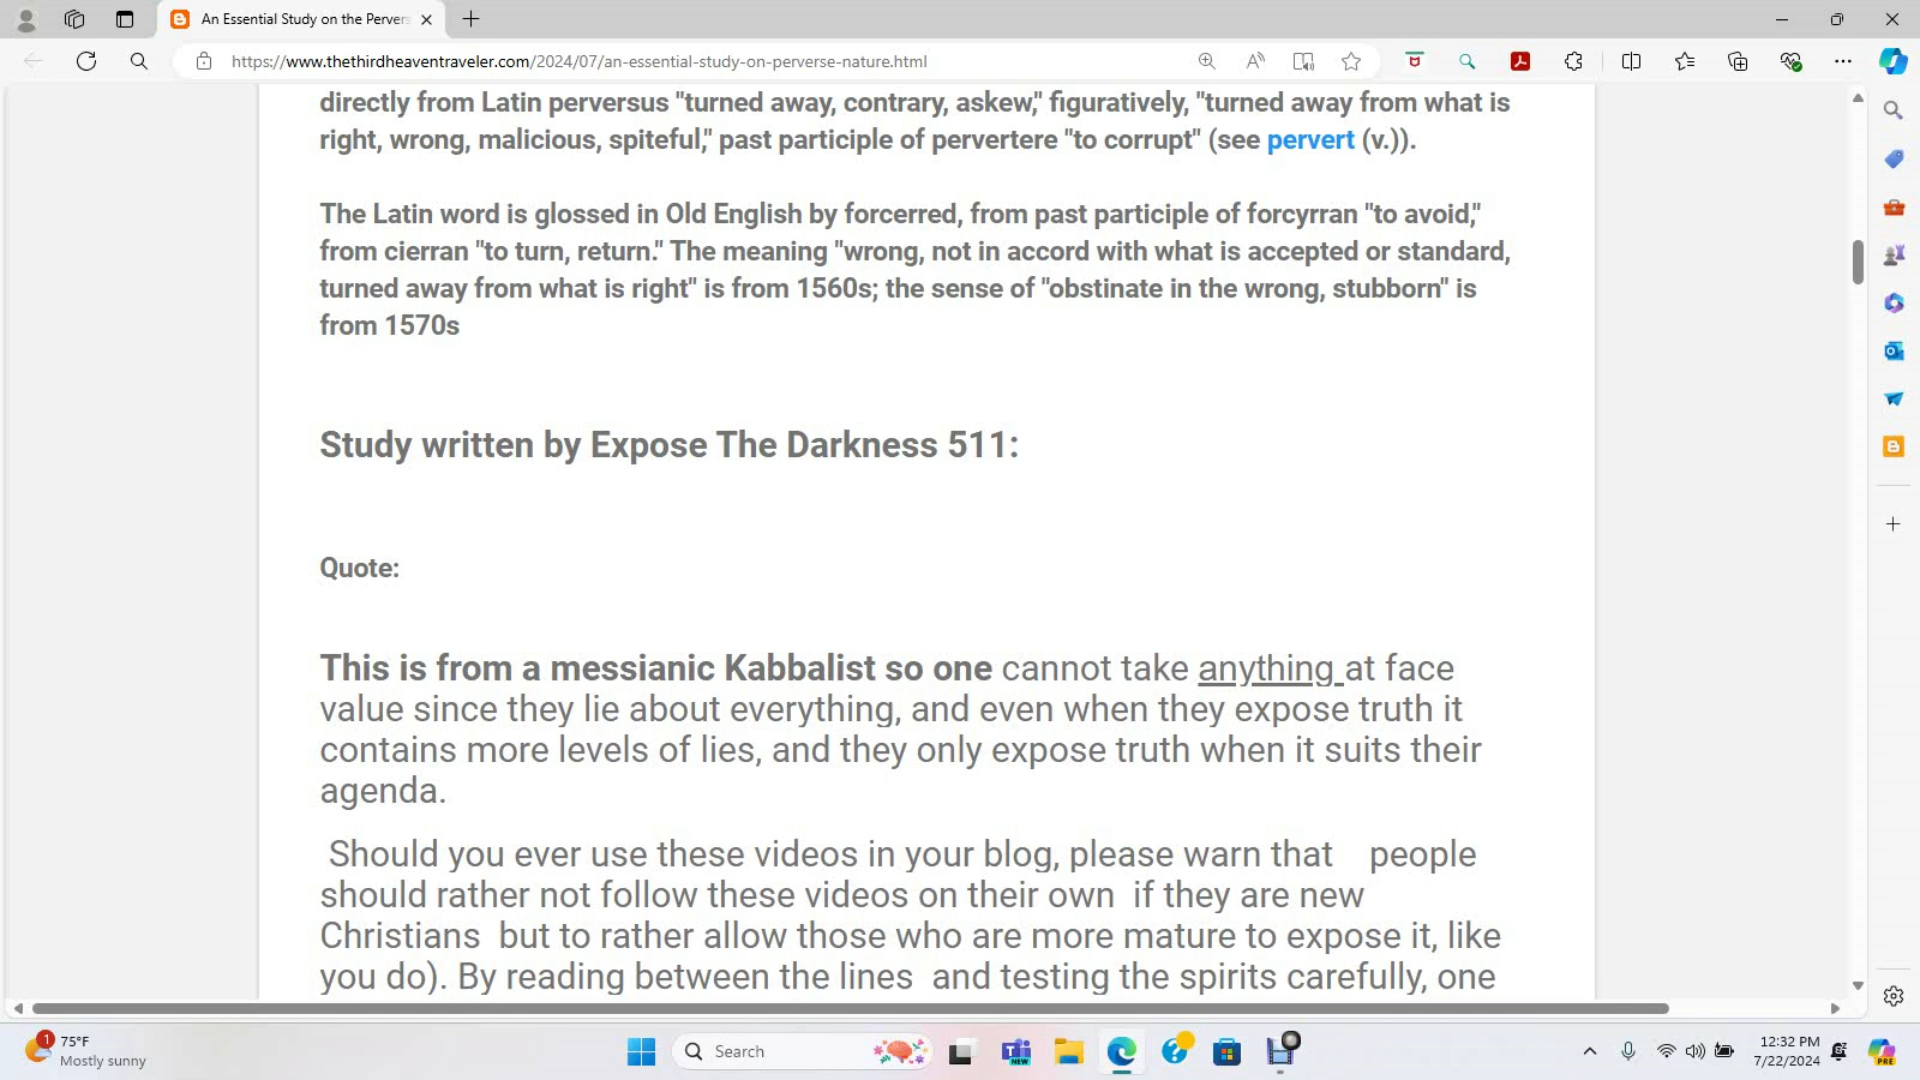 An Essential Study on the Pervers
https://www.thethirdheaventraveler.com/2024/07/an-essential-study-on-perverse-nature.html
directly from Latin perversus "turned away, contrary, askew," figuratively, "turned away from what is
right, wrong, malicious, spiteful," past participle of pervertere "to corrupt" (see pervert (v.)).
The Latin word is glossed in Old English by forcerred, from past participle of forcyrran "to avoid,"
from cierran "to turn, return." The meaning "wrong, not in accord with what is accepted or standard,
turned away from what is right" is from 1560s; the sense of "obstinate in the wrong, stubborn" is
from 1570s
Study written by Expose The Darkness 511:
Quote:
This is from a messianic Kabbalist so one cannot take anything at face
value since they lie about everything, and even when they expose truth it
contains more levels of lies, and they only expose truth when it suits their
agenda.
Should you ever use these videos in your blog, please warn that people
should rather not follow these videos on their own if they are new
Christians but to rather allow those who are more mature to expose it, like
you do). By reading between the lines and testing the spirits carefully, one
1
75°F
Mostly sunny
Search
NEW
12:32 PM
7/22/2024
PRE